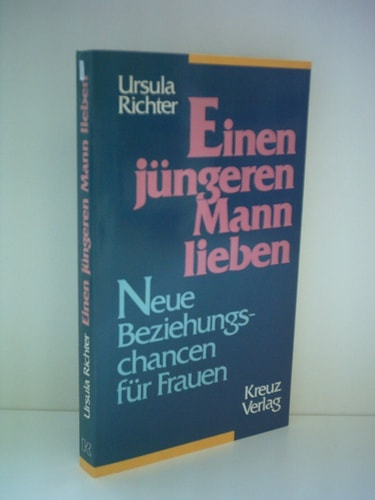 Ursula
Richter
Einen
jüngeren
Mann
lieben
Neue
Beziehungs-
chancen
für Frauen
Kreuz
Verlag
Ursula Richter Einen jüngeren Mann lieben
K